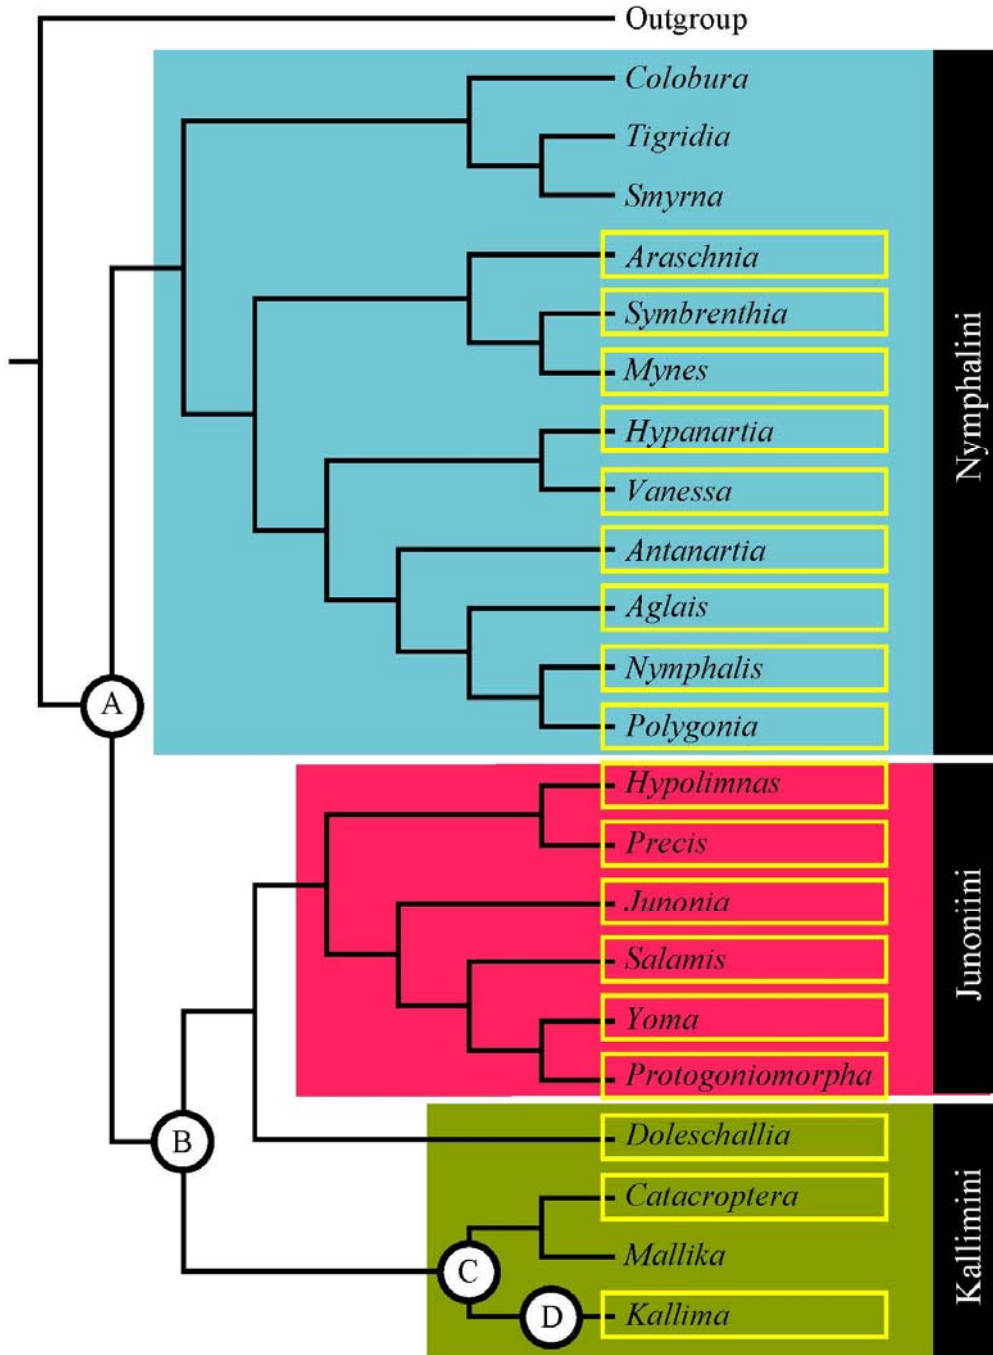 Outgroup
Colobura
Tigridia
Smyrna
Araschnia
Symbrenthia
Mynes
Hypanartia
Vanessa
Antanartia
Aglais
Nymphalis
Polygonia
Nymphalini
A
Hypolimnas
Precis
Junonia
Salamis
Yoma
Protogoniomorpha
Junoniini
B
Doleschallia
Catacroptera
Mallika
Kallima
C
D
Kallimini